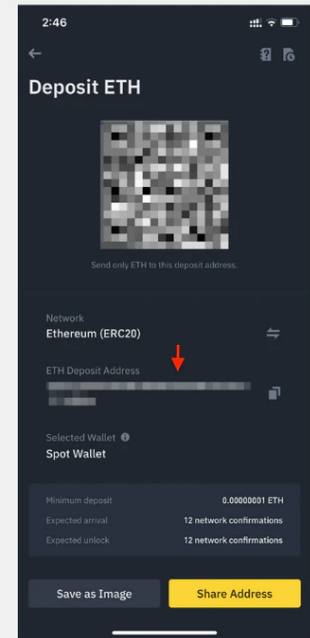 2:46
Deposit ETH
Send only ETH to this deposit address.
Network
Ethereum (ERC20)
ETH Deposit Address
Selected Wallet
Spot Wallet
Minimum deposit 0.00000001 ETH
Expected arrival 12 network confirmations
Expected unlock 12 network confirmations
Save as Image Share Address